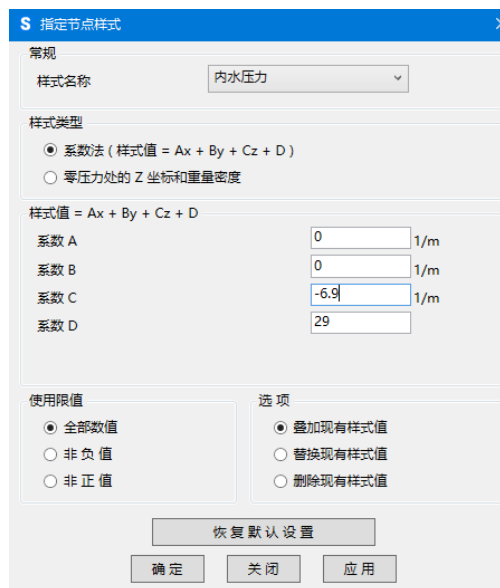 S 指定节点样式
常规
样式名称 内水压力
样式类型
系数法 ( 样式值 = Ax + By + Cz + D )
零压力处的 Z 坐标和重量密度
样式值 = Ax + By + Cz + D
系数 A 0 1/m
系数 B 0 1/m
系数 C -6.9 1/m
系数 D 29
使用限值
全部数值
非 负 值
非 正 值
选 项
叠加现有样式值
替换现有样式值
删除现有样式值
恢 复 默 认 设 置
确 定 关 闭 应 用